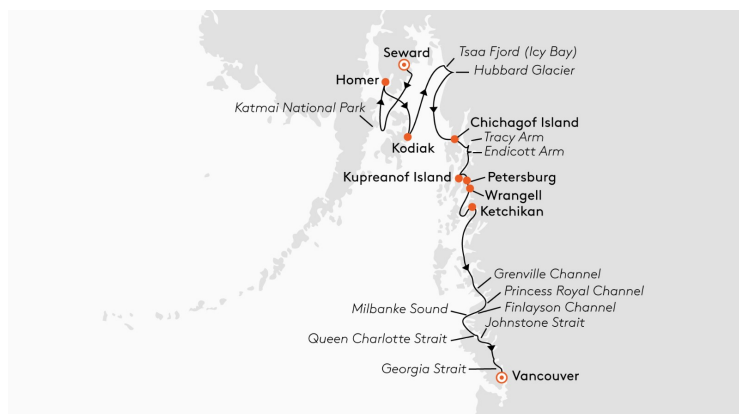 Tsaa Fjord (Icy Bay)
Seward
Hubbard Glacier
Homer
Katmai National Park
Chichagof Island
Tracy Arm
Kodiak
Endicott Arm
Kupreanof Island
Petersburg
Wrangell
Ketchikan
Grenville Channel
Princess Royal Channel
Milbanke Sound
Finlayson Channel
Johnstone Strait
Queen Charlotte Strait
Georgia Strait
Vancouver